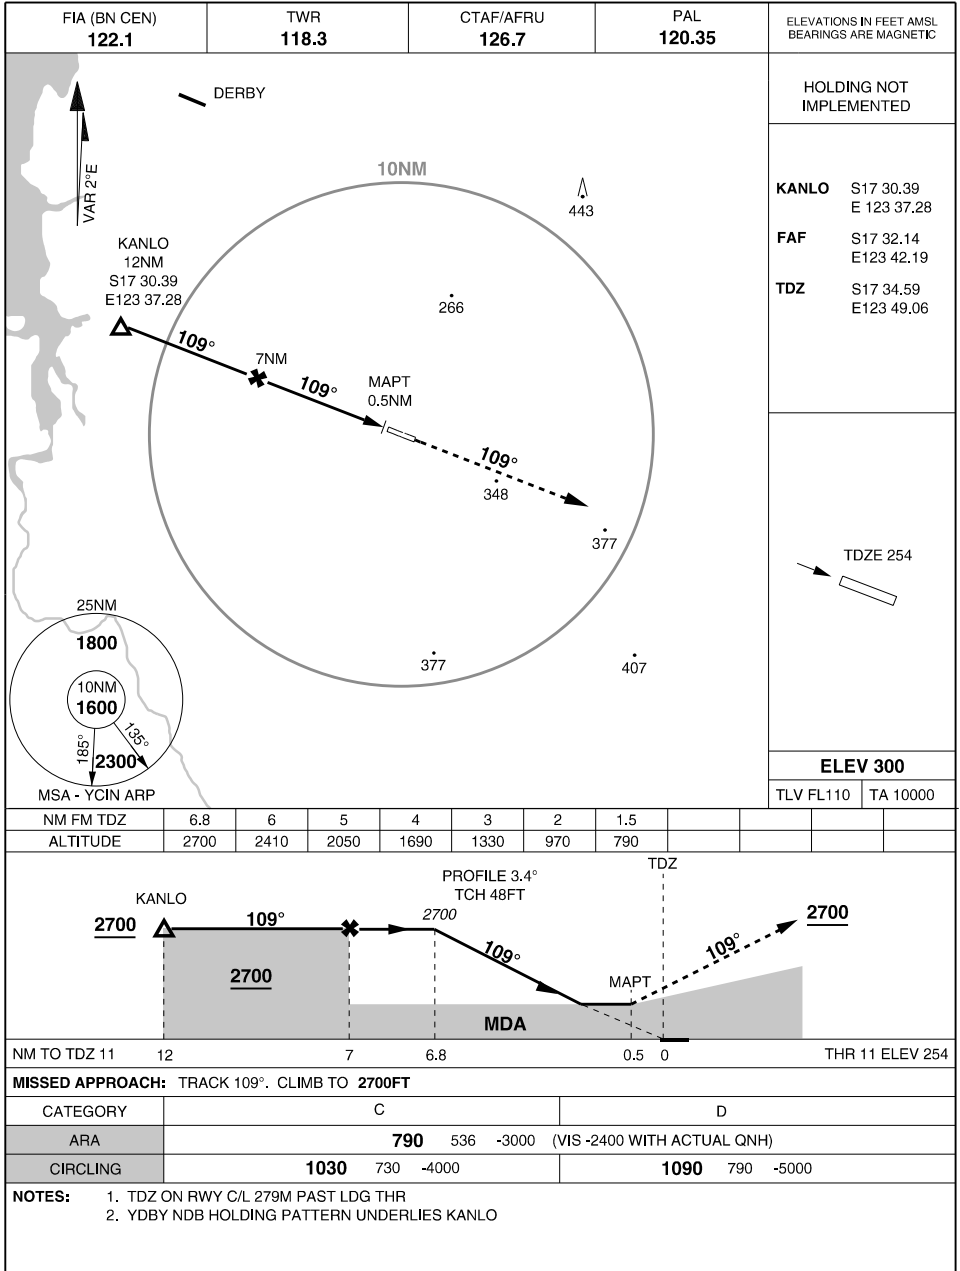 FIA (BN CEN)
122.1
TWR
118.3
CTAF/AFRU
126.7
PAL
120.35
ELEVATIONS IN FEET AMSL
BEARINGS ARE MAGNETIC
DERBY
VAR 2°E
10NM
443
KANLO
12NM
S17 30.39
E123 37.28
266
109°
7NM
109°
MAPT
0.5NM
109°
348
377
377
407
25NM
1800
10NM
1600
185°
135°
2300
MSA - YCIN ARP
HOLDING NOT
IMPLEMENTED
KANLO S17 30.39
E 123 37.28
FAF S17 32.14
E123 42.19
TDZ S17 34.59
E123 49.06
TDZE 254
ELEV 300
TLV FL110 TA 10000
NM FM TDZ 6.8 6 5 4 3 2 1.5
ALTITUDE 2700 2410 2050 1690 1330 970 790
PROFILE 3.4°
TCH 48FT
TDZ
KANLO
2700
109°
2700
2700
109°
2700
109°
MAPT
MDA
NM TO TDZ 11 12 7 6.8 0.5 0 THR 11 ELEV 254
MISSED APPROACH: TRACK 109°. CLIMB TO 2700FT
CATEGORY C D
ARA 790 536 -3000 (VIS -2400 WITH ACTUAL QNH)
CIRCLING 1030 730 -4000 1090 790 -5000
NOTES: 1. TDZ ON RWY C/L 279M PAST LDG THR
2. YDBY NDB HOLDING PATTERN UNDERLIES KANLO